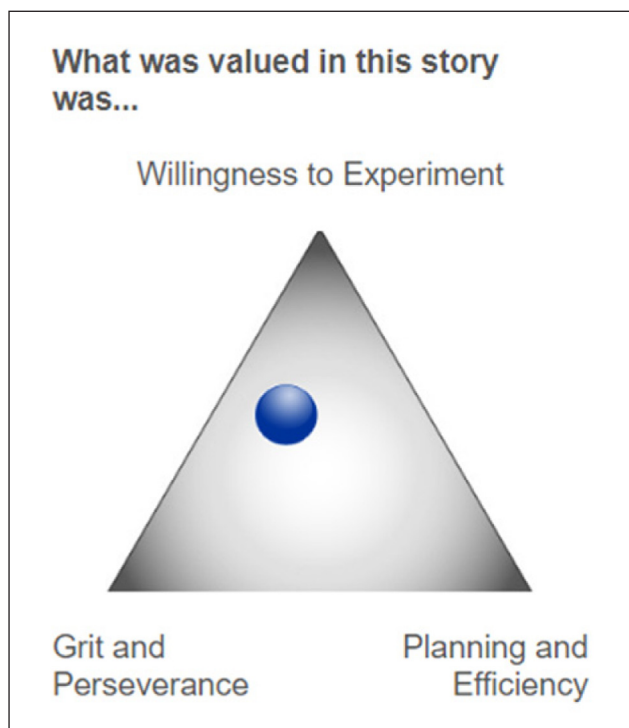 What was valued in this story
was...
Willingness to Experiment
Grit and
Perseverance
Planning and
Efficiency